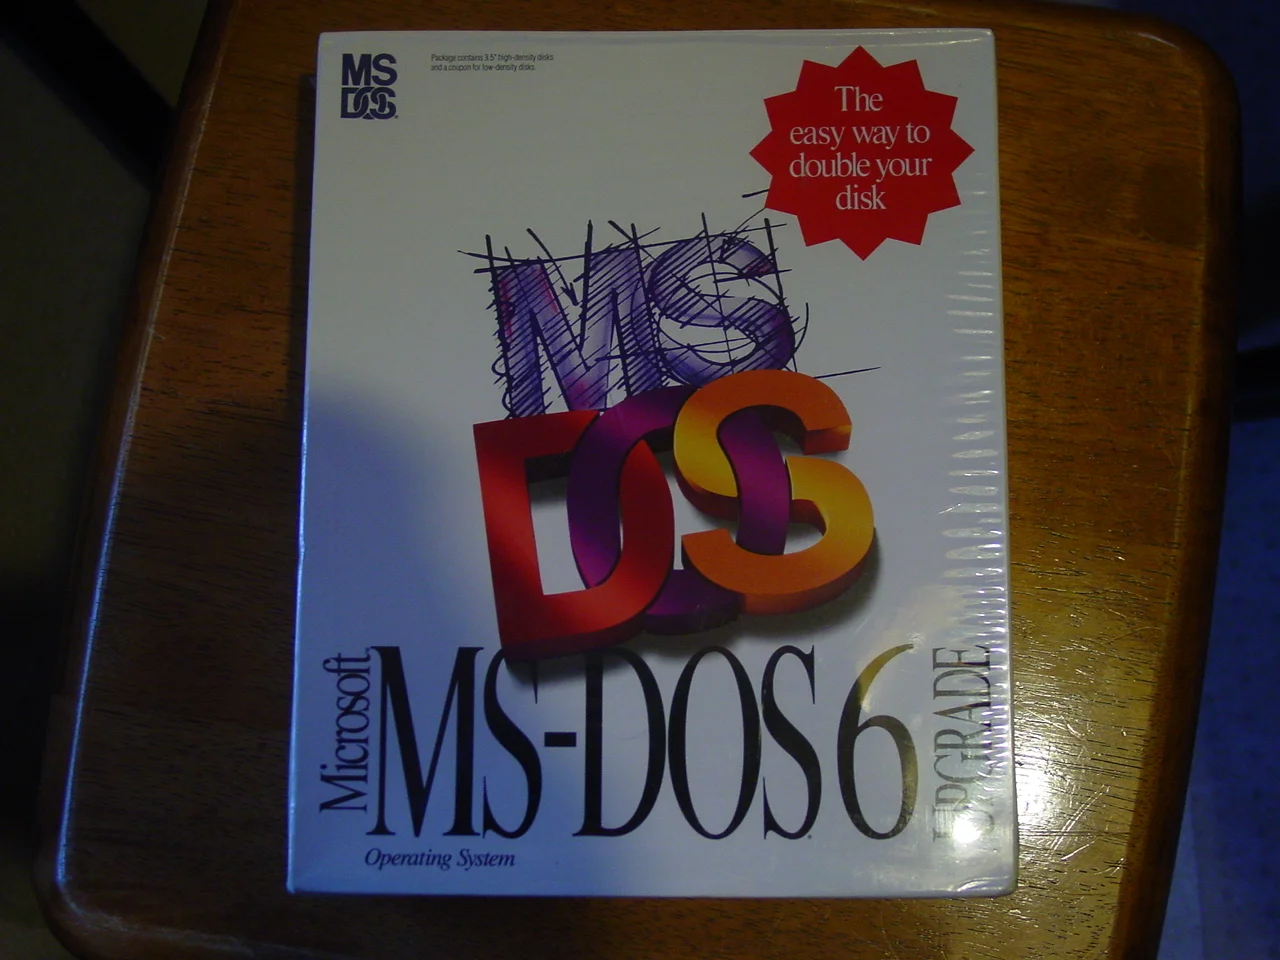 MS
DOS
Package contains 3.5" high-density disks
and a coupon for low-density disks.
The
easy way to
double your
disk
MS
DOS
Microsoft
MS-DOS 6
UPGRADE
Operating System